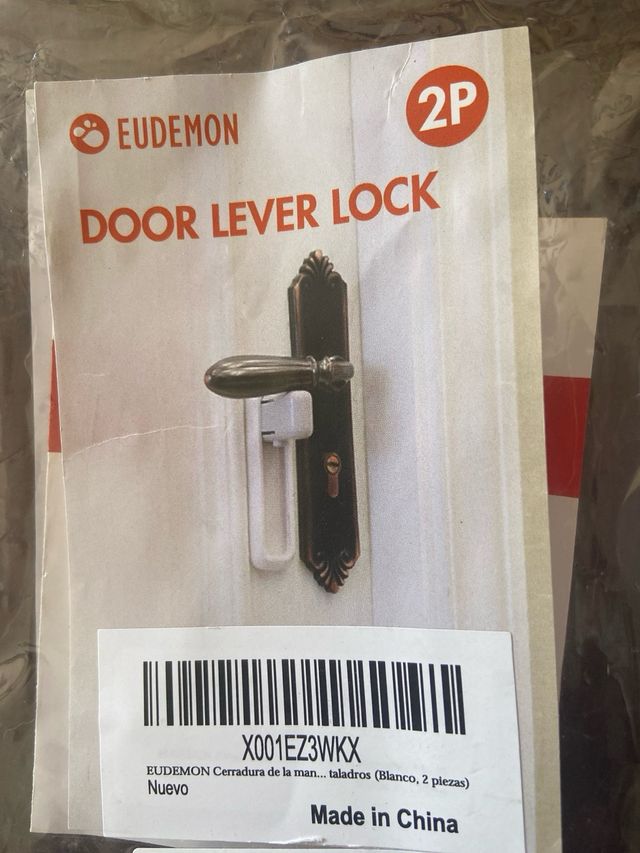 EUDEMON
2P
DOOR LEVER LOCK
X001EZ3WKX
EUDEMON Cerradura de la man... taladros (Blanco, 2 piezas)
Nuevo
Made in China